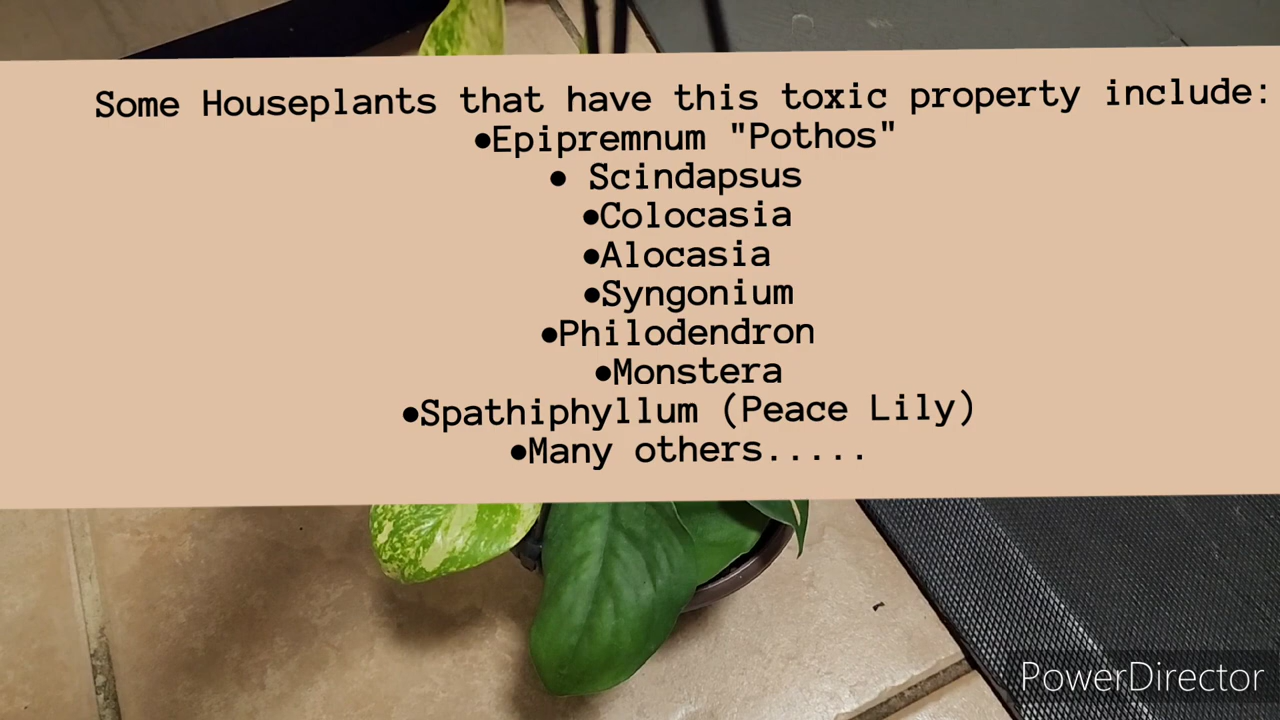 Some Houseplants that have this toxic property include:
●Epipremnum "Pothos"
● Scindapsus
●Colocasia
●Alocasia
●Syngonium
●Philodendron
●Monstera
●Spathiphyllum (Peace Lily)
●Many others.....
PowerDirector